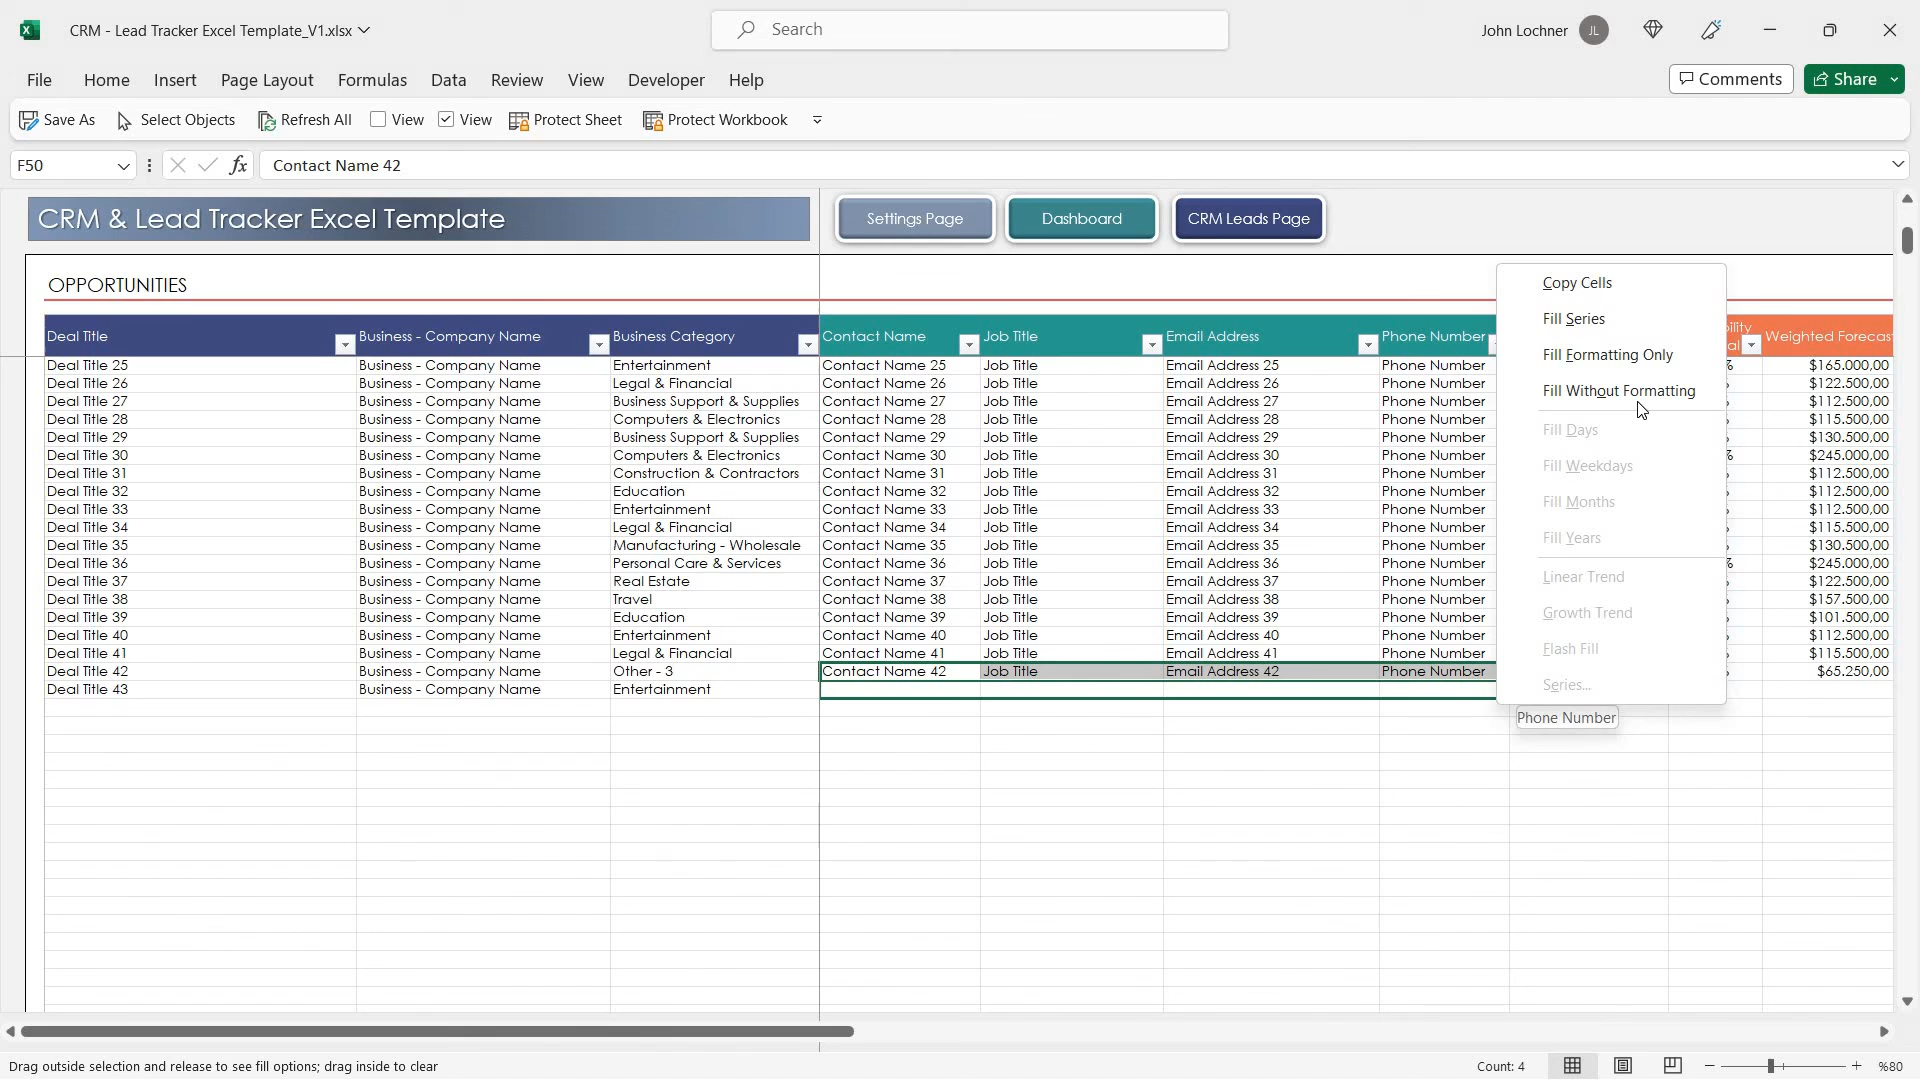 CRM - Lead Tracker Excel Template_V1.xlsx
Search
John Lochner JL
File Home Insert Page Layout Formulas Data Review View Developer Help
Comments Share
Save As Select Objects Refresh All View View Protect Sheet Protect Workbook
F50 fx Contact Name 42
CRM & Lead Tracker Excel Template
Settings Page Dashboard CRM Leads Page
OPPORTUNITIES
Deal Title Business - Company Name Business Category Contact Name Job Title Email Address Phone Number Weighted Forecast
Deal Title 25 Business - Company Name Entertainment Contact Name 25 Job Title Email Address 25 Phone Number % $165.000,00
Deal Title 26 Business - Company Name Legal & Financial Contact Name 26 Job Title Email Address 26 Phone Number $122.500,00
Deal Title 27 Business - Company Name Business Support & Supplies Contact Name 27 Job Title Email Address 27 Phone Number $112.500,00
Deal Title 28 Business - Company Name Computers & Electronics Contact Name 28 Job Title Email Address 28 Phone Number $115.500,00
Deal Title 29 Business - Company Name Business Support & Supplies Contact Name 29 Job Title Email Address 29 Phone Number $130.500,00
Deal Title 30 Business - Company Name Computers & Electronics Contact Name 30 Job Title Email Address 30 Phone Number % $245.000,00
Deal Title 31 Business - Company Name Construction & Contractors Contact Name 31 Job Title Email Address 31 Phone Number $112.500,00
Deal Title 32 Business - Company Name Education Contact Name 32 Job Title Email Address 32 Phone Number $112.500,00
Deal Title 33 Business - Company Name Entertainment Contact Name 33 Job Title Email Address 33 Phone Number $112.500,00
Deal Title 34 Business - Company Name Legal & Financial Contact Name 34 Job Title Email Address 34 Phone Number $115.500,00
Deal Title 35 Business - Company Name Manufacturing - Wholesale Contact Name 35 Job Title Email Address 35 Phone Number $130.500,00
Deal Title 36 Business - Company Name Personal Care & Services Contact Name 36 Job Title Email Address 36 Phone Number % $245.000,00
Deal Title 37 Business - Company Name Real Estate Contact Name 37 Job Title Email Address 37 Phone Number $122.500,00
Deal Title 38 Business - Company Name Travel Contact Name 38 Job Title Email Address 38 Phone Number $157.500,00
Deal Title 39 Business - Company Name Education Contact Name 39 Job Title Email Address 39 Phone Number $101.500,00
Deal Title 40 Business - Company Name Entertainment Contact Name 40 Job Title Email Address 40 Phone Number $112.500,00
Deal Title 41 Business - Company Name Legal & Financial Contact Name 41 Job Title Email Address 41 Phone Number $115.500,00
Deal Title 42 Business - Company Name Other - 3 Contact Name 42 Job Title Email Address 42 Phone Number $65.250,00
Deal Title 43 Business - Company Name Entertainment
Copy Cells
Fill Series
Fill Formatting Only
Fill Without Formatting
Fill Days
Fill Weekdays
Fill Months
Fill Years
Linear Trend
Growth Trend
Flash Fill
Series...
Phone Number
Drag outside selection and release to see fill options; drag inside to clear Count: 4 %80